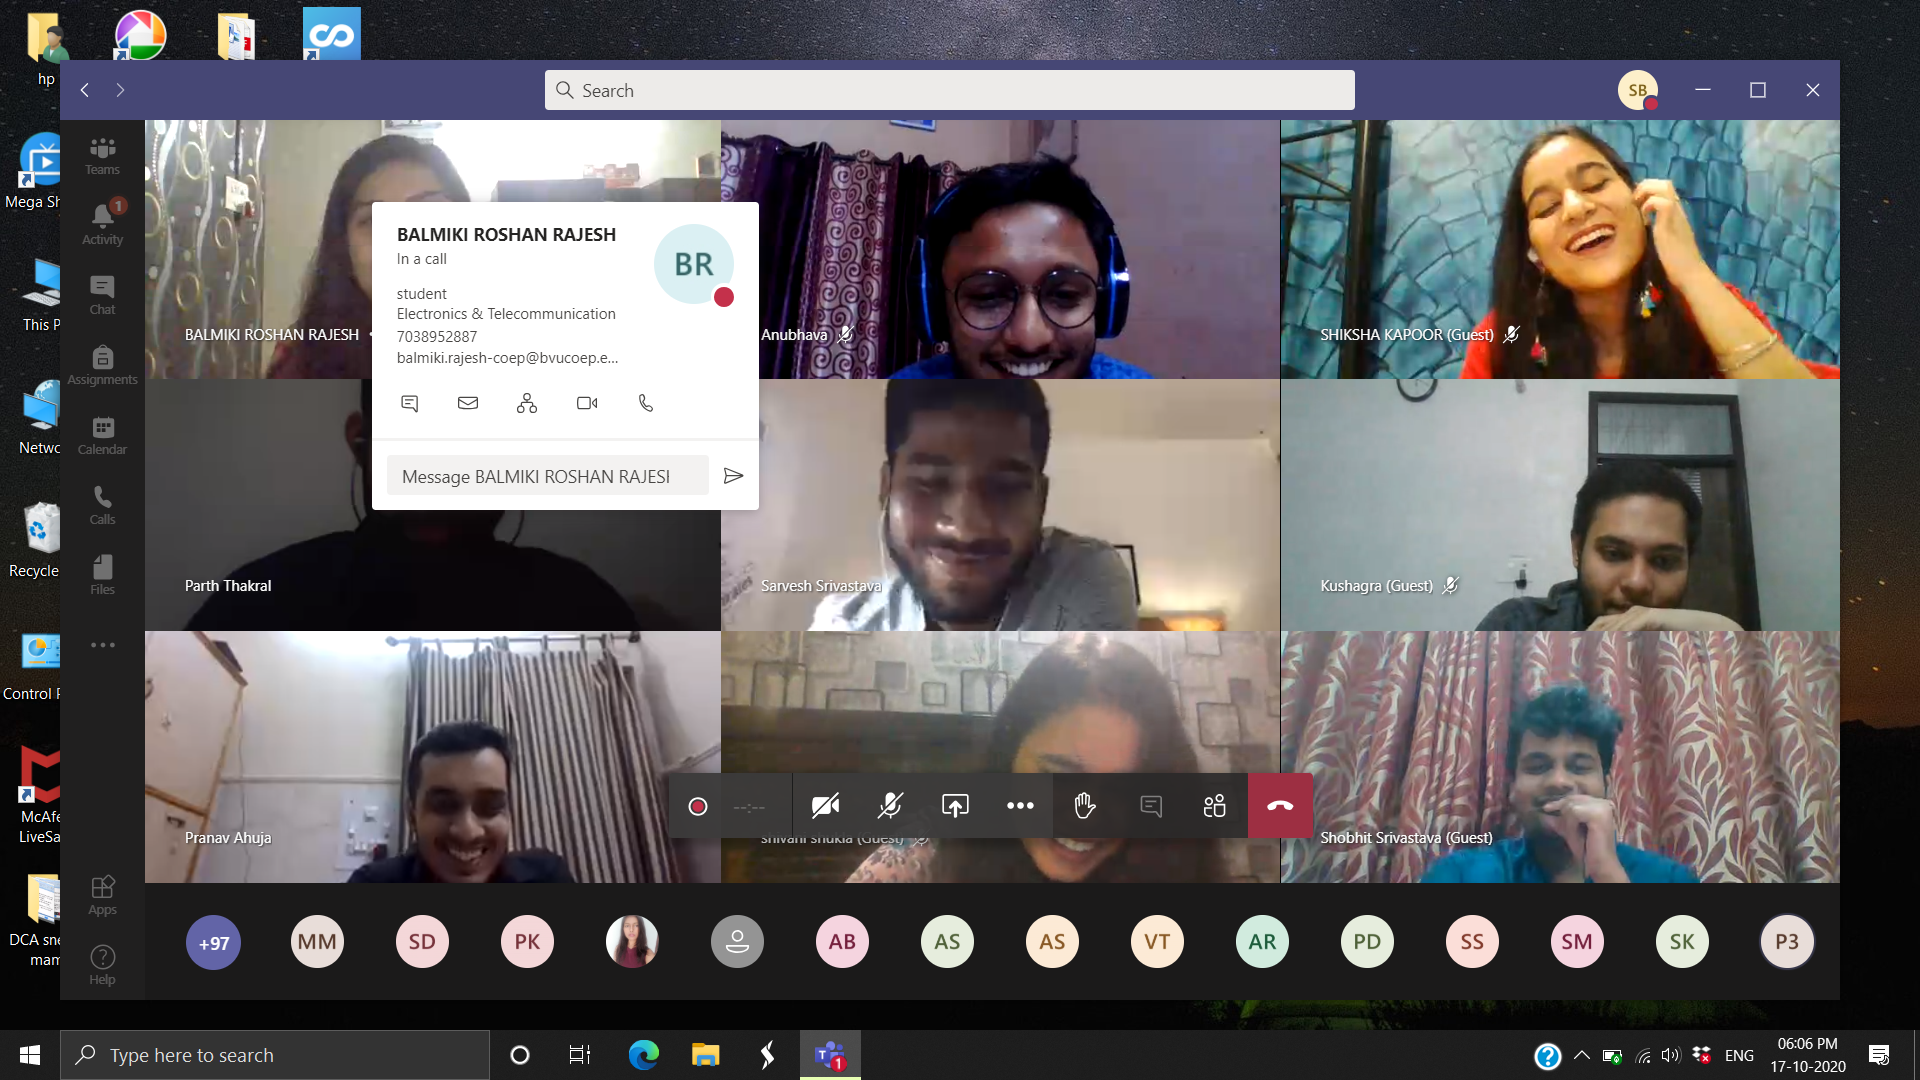 hp
Search
SB
Mega Sh
Teams
1
Activity
BALMIKI ROSHAN RAJESH
In a call
BR
student
Electronics & Telecommunication
7038952887
balmiki.rajesh-coep@bvucoep.e...
BALMIKI ROSHAN RAJESH
Anubhava
SHIKSHA KAPOOR (Guest)
This P
Chat
Assignments
Netwo
Calendar
Message BALMIKI ROSHAN RAJESI
Calls
Recycle
Files
Parth Thakral
Sarvesh Srivastava
Kushagra (Guest)
Control P
McAfe
LiveSa
--:--
Pranav Ahuja
shivani shukla (Guest)
Shobhit Srivastava (Guest)
Apps
DCA sne
mam
Help
+97
MM
SD
PK
AB
AS
AS
VT
AR
PD
SS
SM
SK
P3
Type here to search
T
1
ENG
06:06 PM
17-10-2020